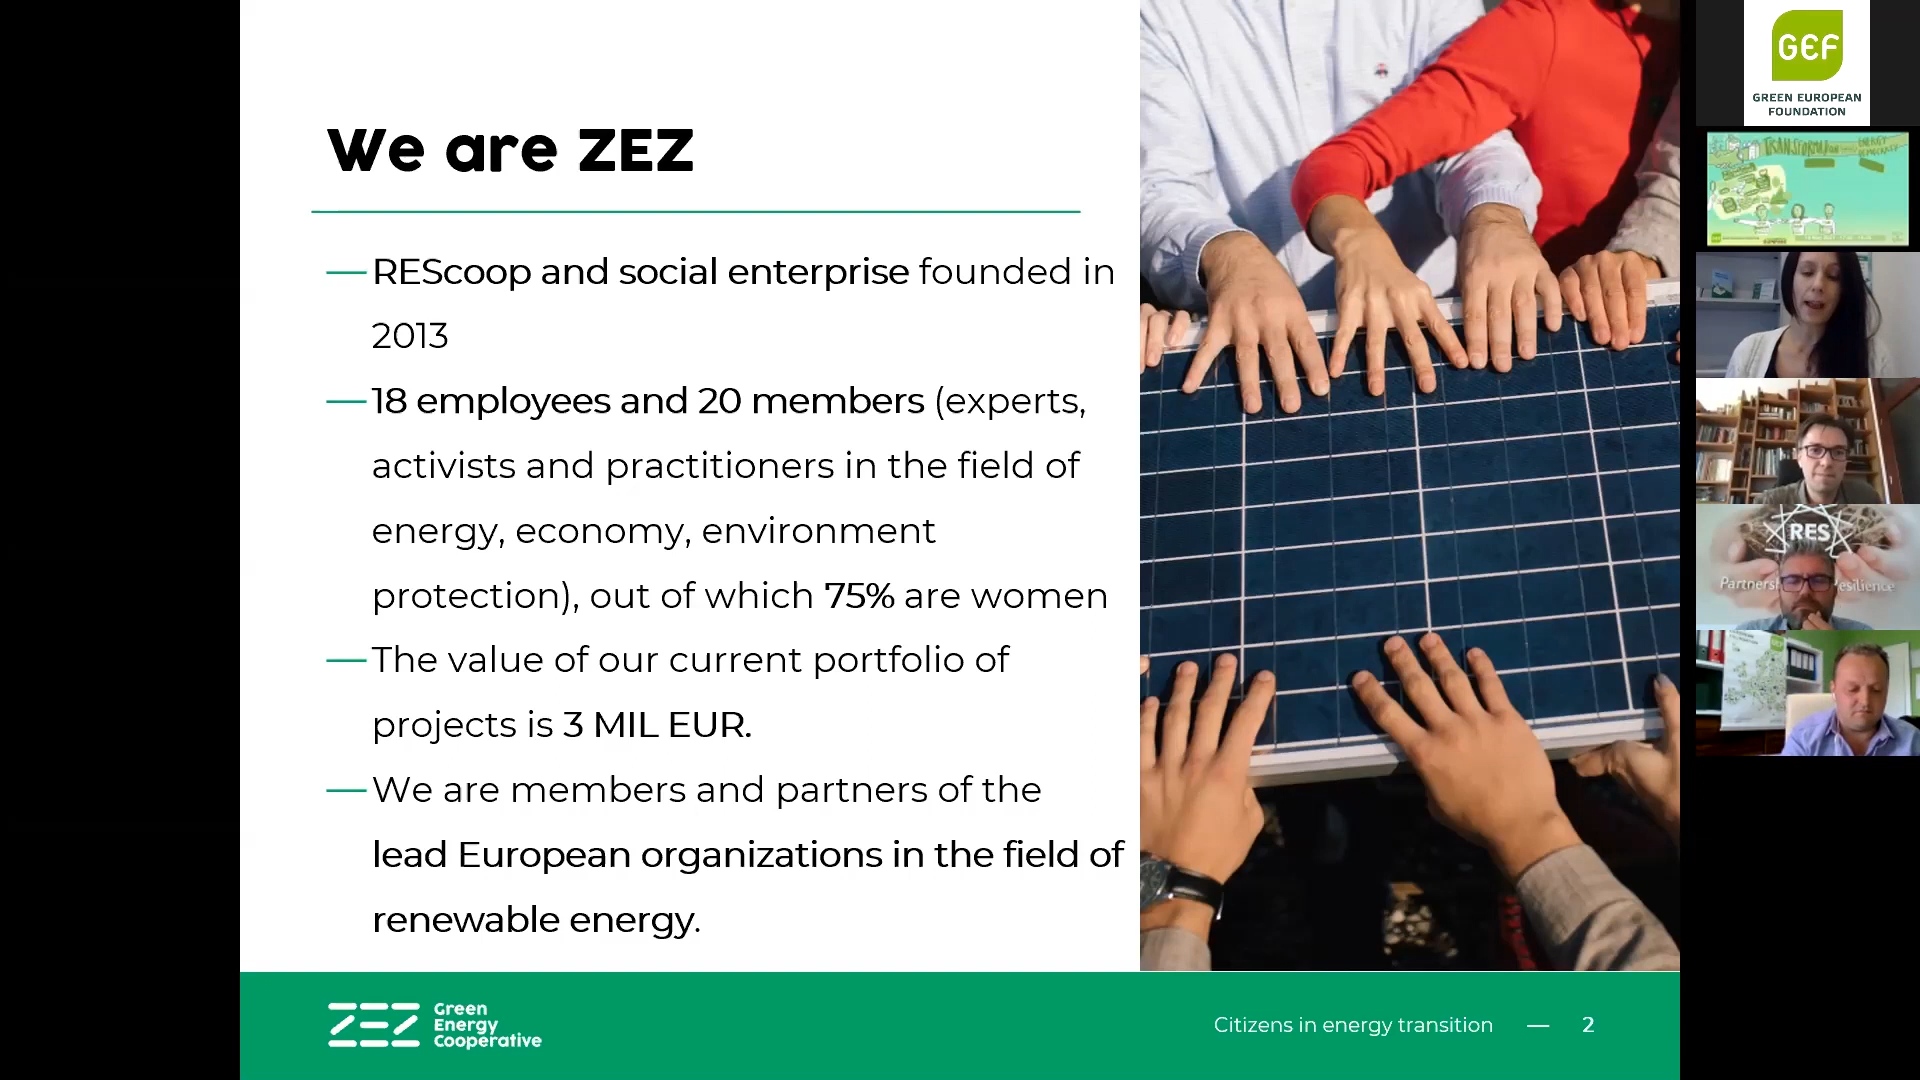 We are ZEZ
REScoop and social enterprise founded in
2013
18 employees and 20 members (experts,
activists and practitioners in the field of
energy, economy, environment
protection), out of which 75% are women
The value of our current portfolio of
projects is 3 MIL EUR.
We are members and partners of the
lead European organizations in the field of
renewable energy.
ZEZ
Green
Energy
Cooperative
Citizens in energy transition — 2
GEF
GREEN EUROPEAN
FOUNDATION
RES